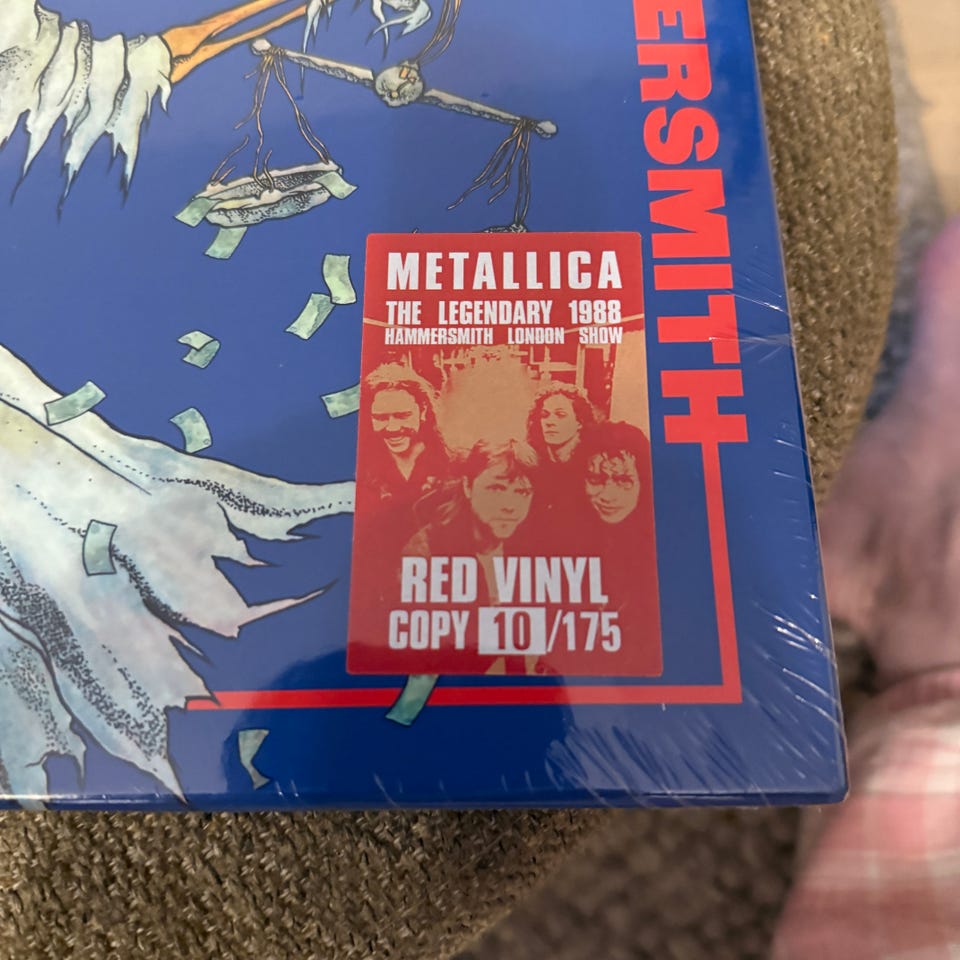 ERSMITH
METALLICA
THE LEGENDARY 1988
HAMMERSMITH LONDON SHOW
RED VINYL
COPY 10/175